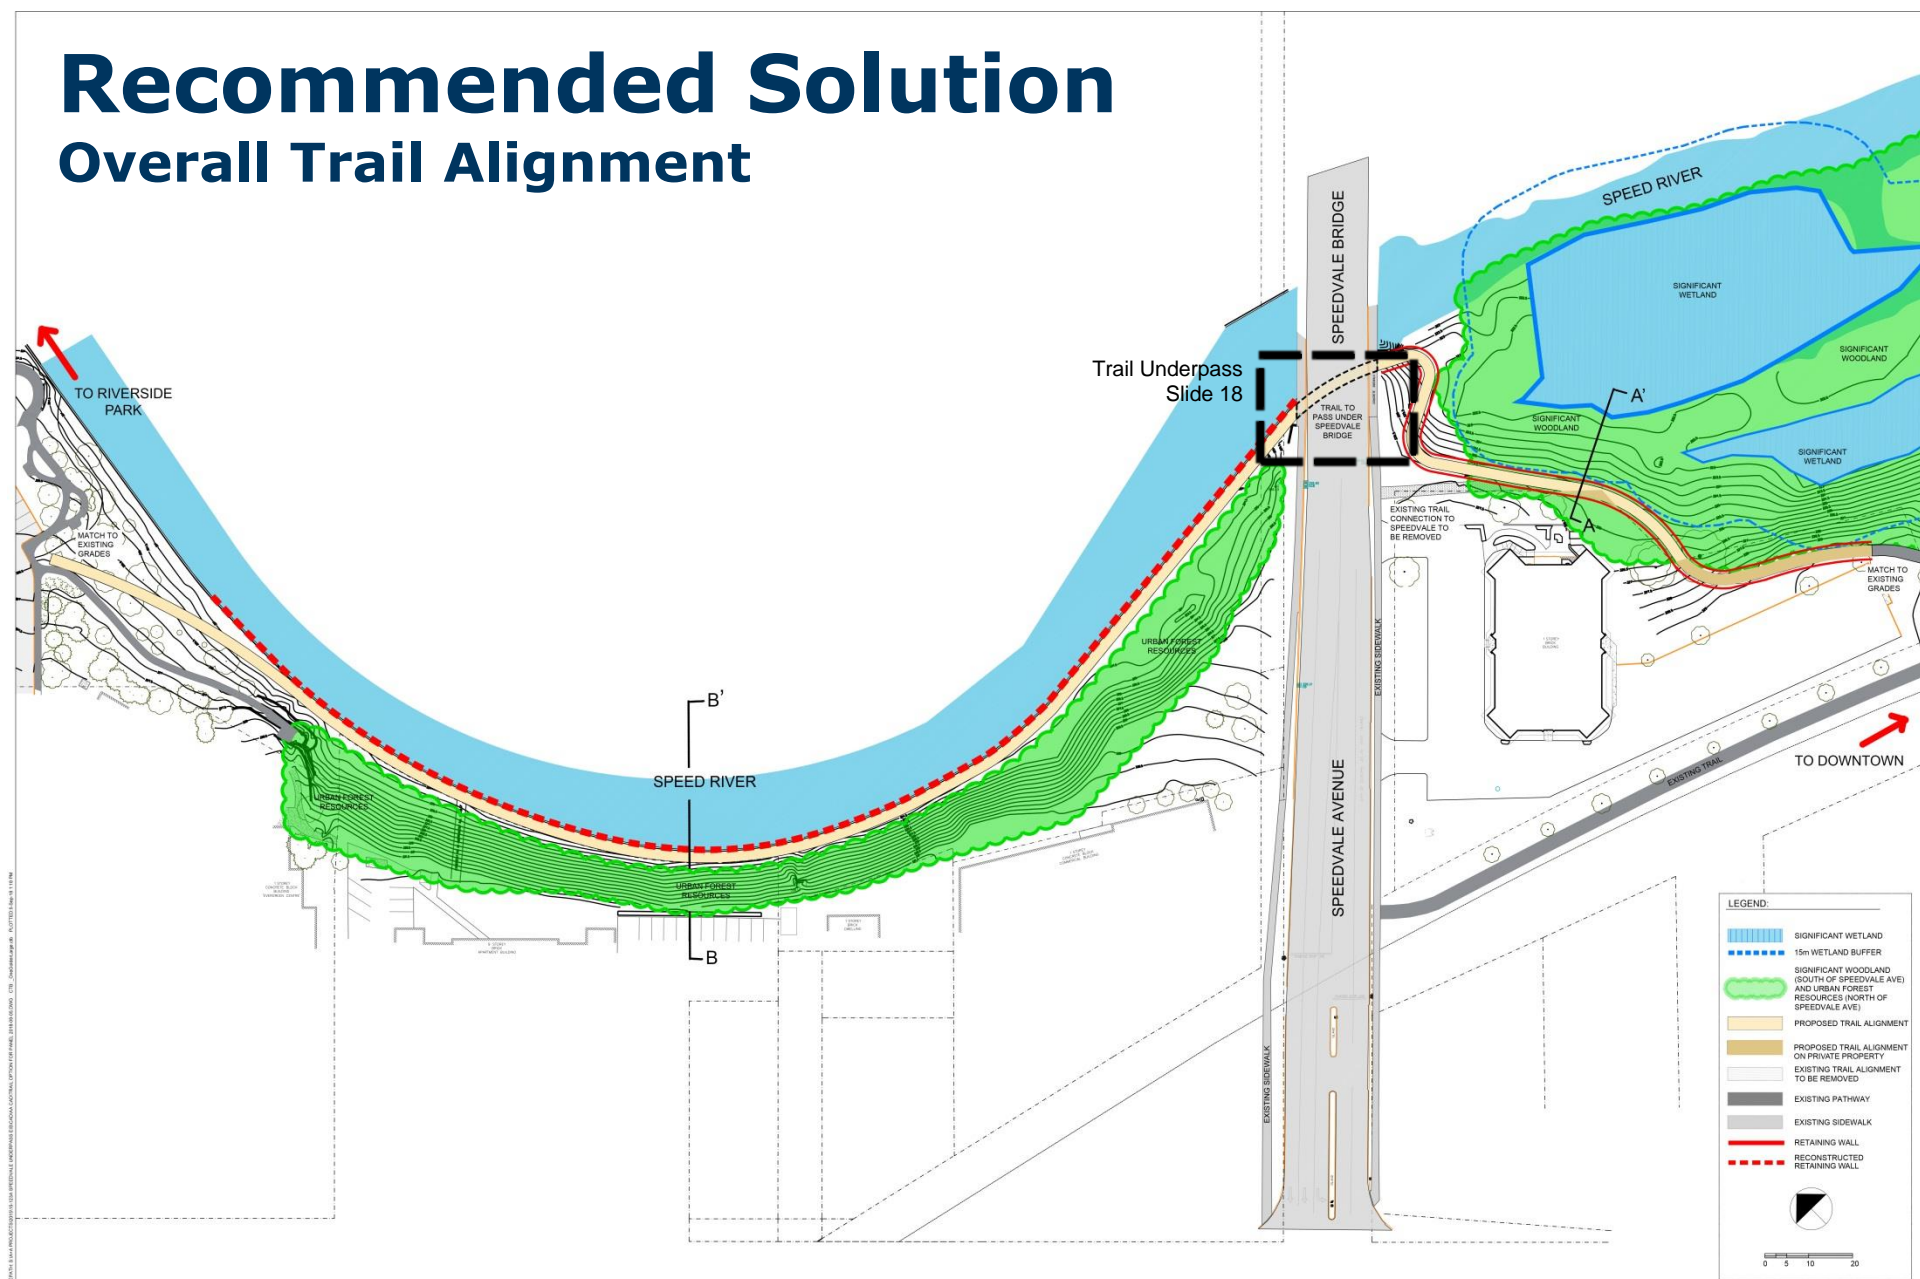 Recommended Solution
Overall Trail Alignment
SPEED RIVER
SPEEDVALE BRIDGE
SIGNIFICANT
WETLAND
SIGNIFICANT
WOODLAND
Trail Underpass
Slide 18
TO RIVERSIDE
PARK
TRAIL TO
PASS UNDER
SPEEDVALE
BRIDGE
A'
SIGNIFICANT
WOODLAND
SIGNIFICANT
WETLAND
A
EXISTING TRAIL
CONNECTION TO
SPEEDVALE TO
BE REMOVED
MATCH TO
EXISTING
GRADES
MATCH TO
EXISTING
GRADES
URBAN FOREST
RESOURCES
EXISTING SIDEWALK
B'
SPEED RIVER
SPEEDVALE AVENUE
EXISTING TRAIL
TO DOWNTOWN
URBAN FOREST
RESOURCES
URBAN FOREST
RESOURCES
B
EXISTING SIDEWALK
LEGEND:
SIGNIFICANT WETLAND
15m WETLAND BUFFER
SIGNIFICANT WOODLAND
(SOUTH OF SPEEDVALE AVE)
AND URBAN FOREST
RESOURCES (NORTH OF
SPEEDVALE AVE)
PROPOSED TRAIL ALIGNMENT
PROPOSED TRAIL ALIGNMENT
ON PRIVATE PROPERTY
EXISTING TRAIL ALIGNMENT
TO BE REMOVED
EXISTING PATHWAY
EXISTING SIDEWALK
RETAINING WALL
RECONSTRUCTED
RETAINING WALL
0 5 10 20